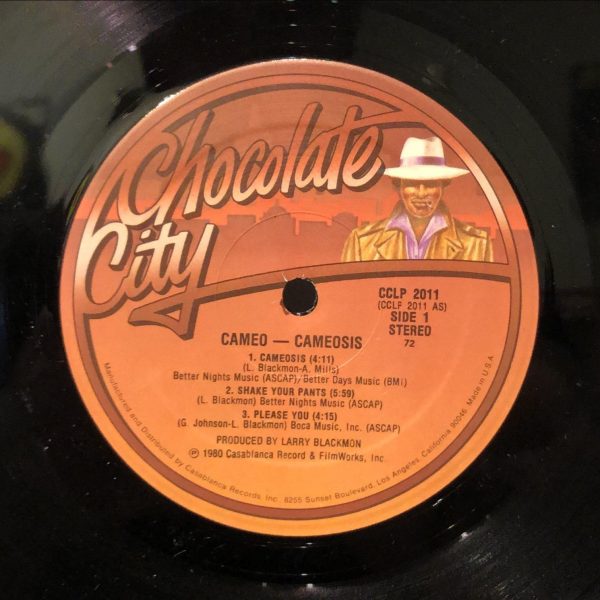 Chocolate
City
CCLP 2011
(CCLP 2011 AS)
SIDE 1
STEREO
72
CAMEO — CAMEOSIS
1. CAMEOSIS (4:11)
(L. Blackmon-A. Mills)
Better Nights Music (ASCAP)/Better Days Music (BMI)
2. SHAKE YOUR PANTS (5:59)
(L. Blackmon) Better Nights Music (ASCAP)
3. PLEASE YOU (4:15)
(G. Johnson-L. Blackmon) Boca Music, Inc. (ASCAP)
PRODUCED BY LARRY BLACKMON
℗ 1980 Casablanca Record & FilmWorks, Inc.
Manufactured and Distributed by Casablanca Records, Inc., 8255 Sunset Boulevard, Los Angeles, California 90046 Made in U.S.A.